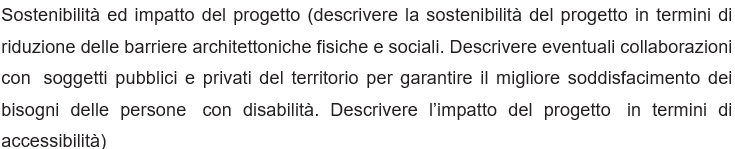 Sostenibilità ed impatto del progetto (descrivere la sostenibilità del progetto in termini di
riduzione delle barriere architettoniche fisiche e sociali. Descrivere eventuali collaborazioni
con soggetti pubblici e privati del territorio per garantire il migliore soddisfacimento dei
bisogni delle persone con disabilità. Descrivere l’impatto del progetto in termini di
accessibilità)